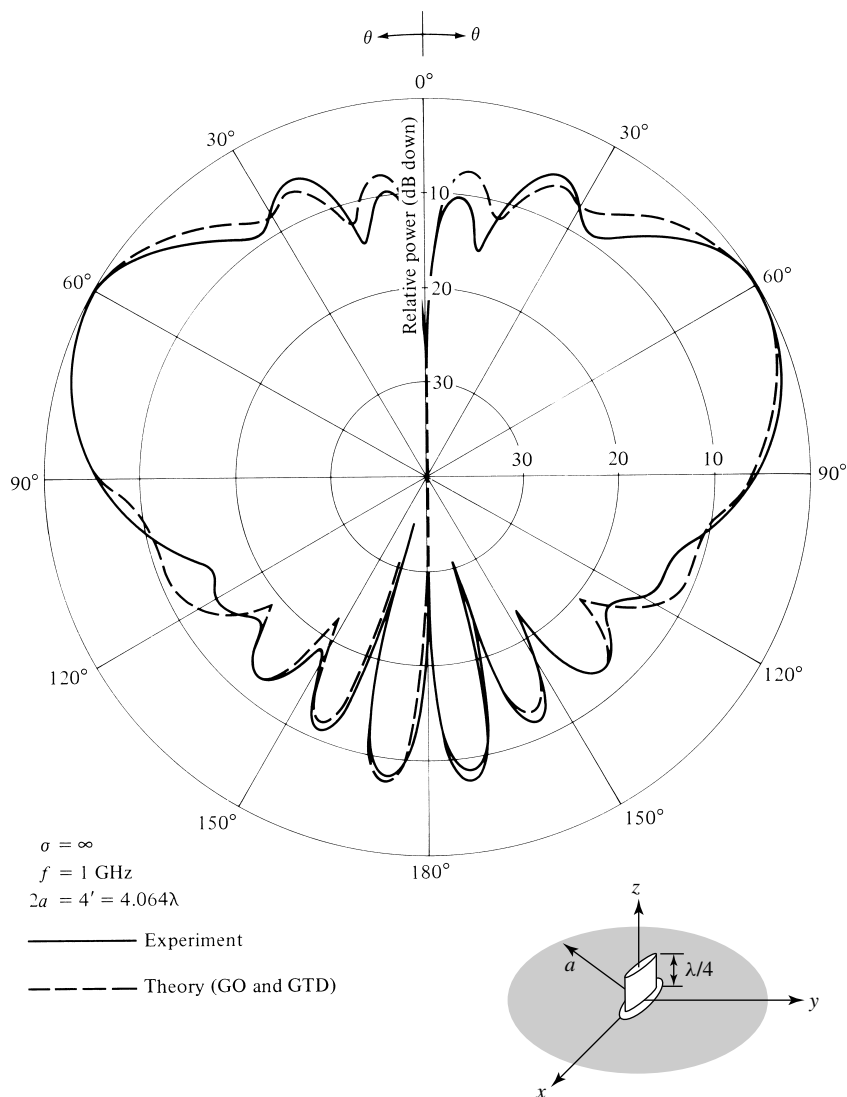 θ θ
0°
30° 30°
Relative power (dB down)
10
60° 60°
20
30
30 20 10
90° 90°
120° 120°
150° 150°
180°
σ = ∞
f = 1 GHz
2a = 4′ = 4.064λ
Experiment
Theory (GO and GTD)
z
a
λ/4
y
x